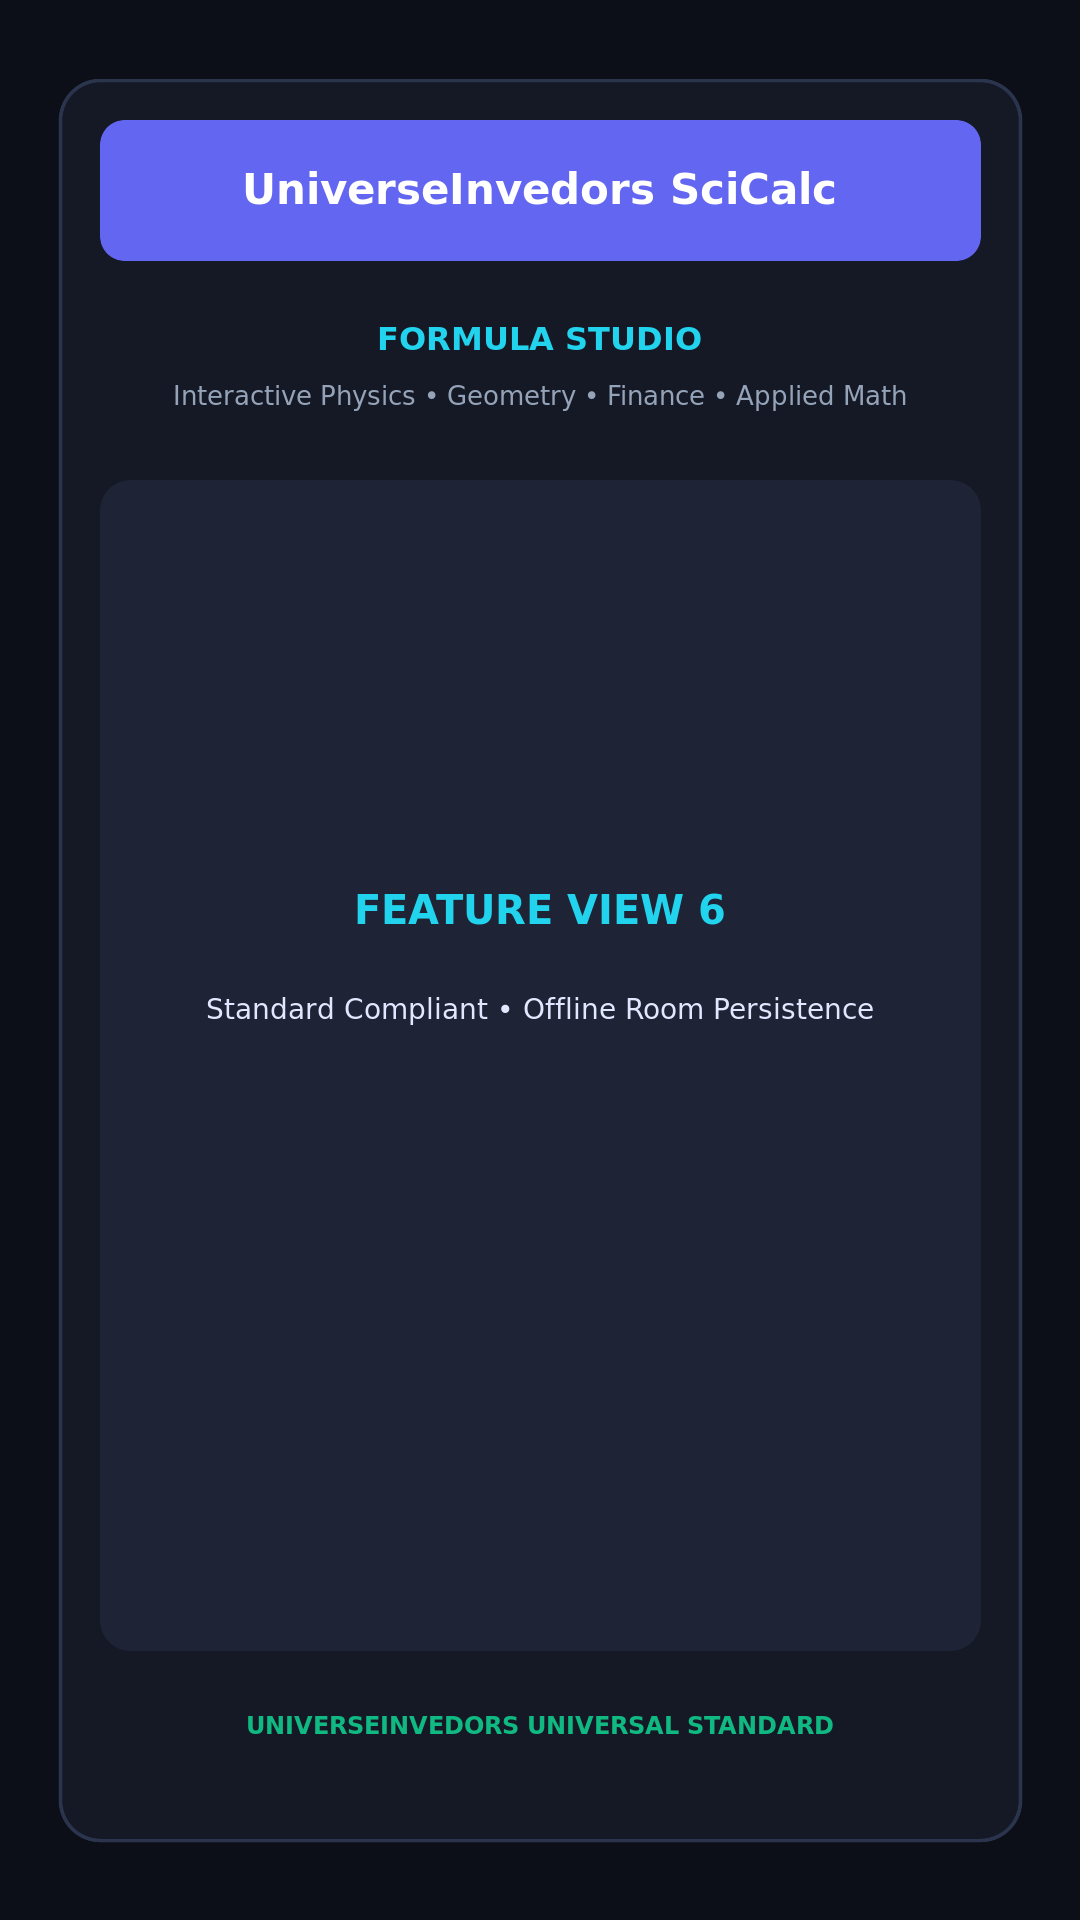 UniverseInvedors SciCalc
FORMULA STUDIO
Interactive Physics • Geometry • Finance • Applied Math
FEATURE VIEW 6
Standard Compliant • Offline Room Persistence
UNIVERSEINVEDORS UNIVERSAL STANDARD